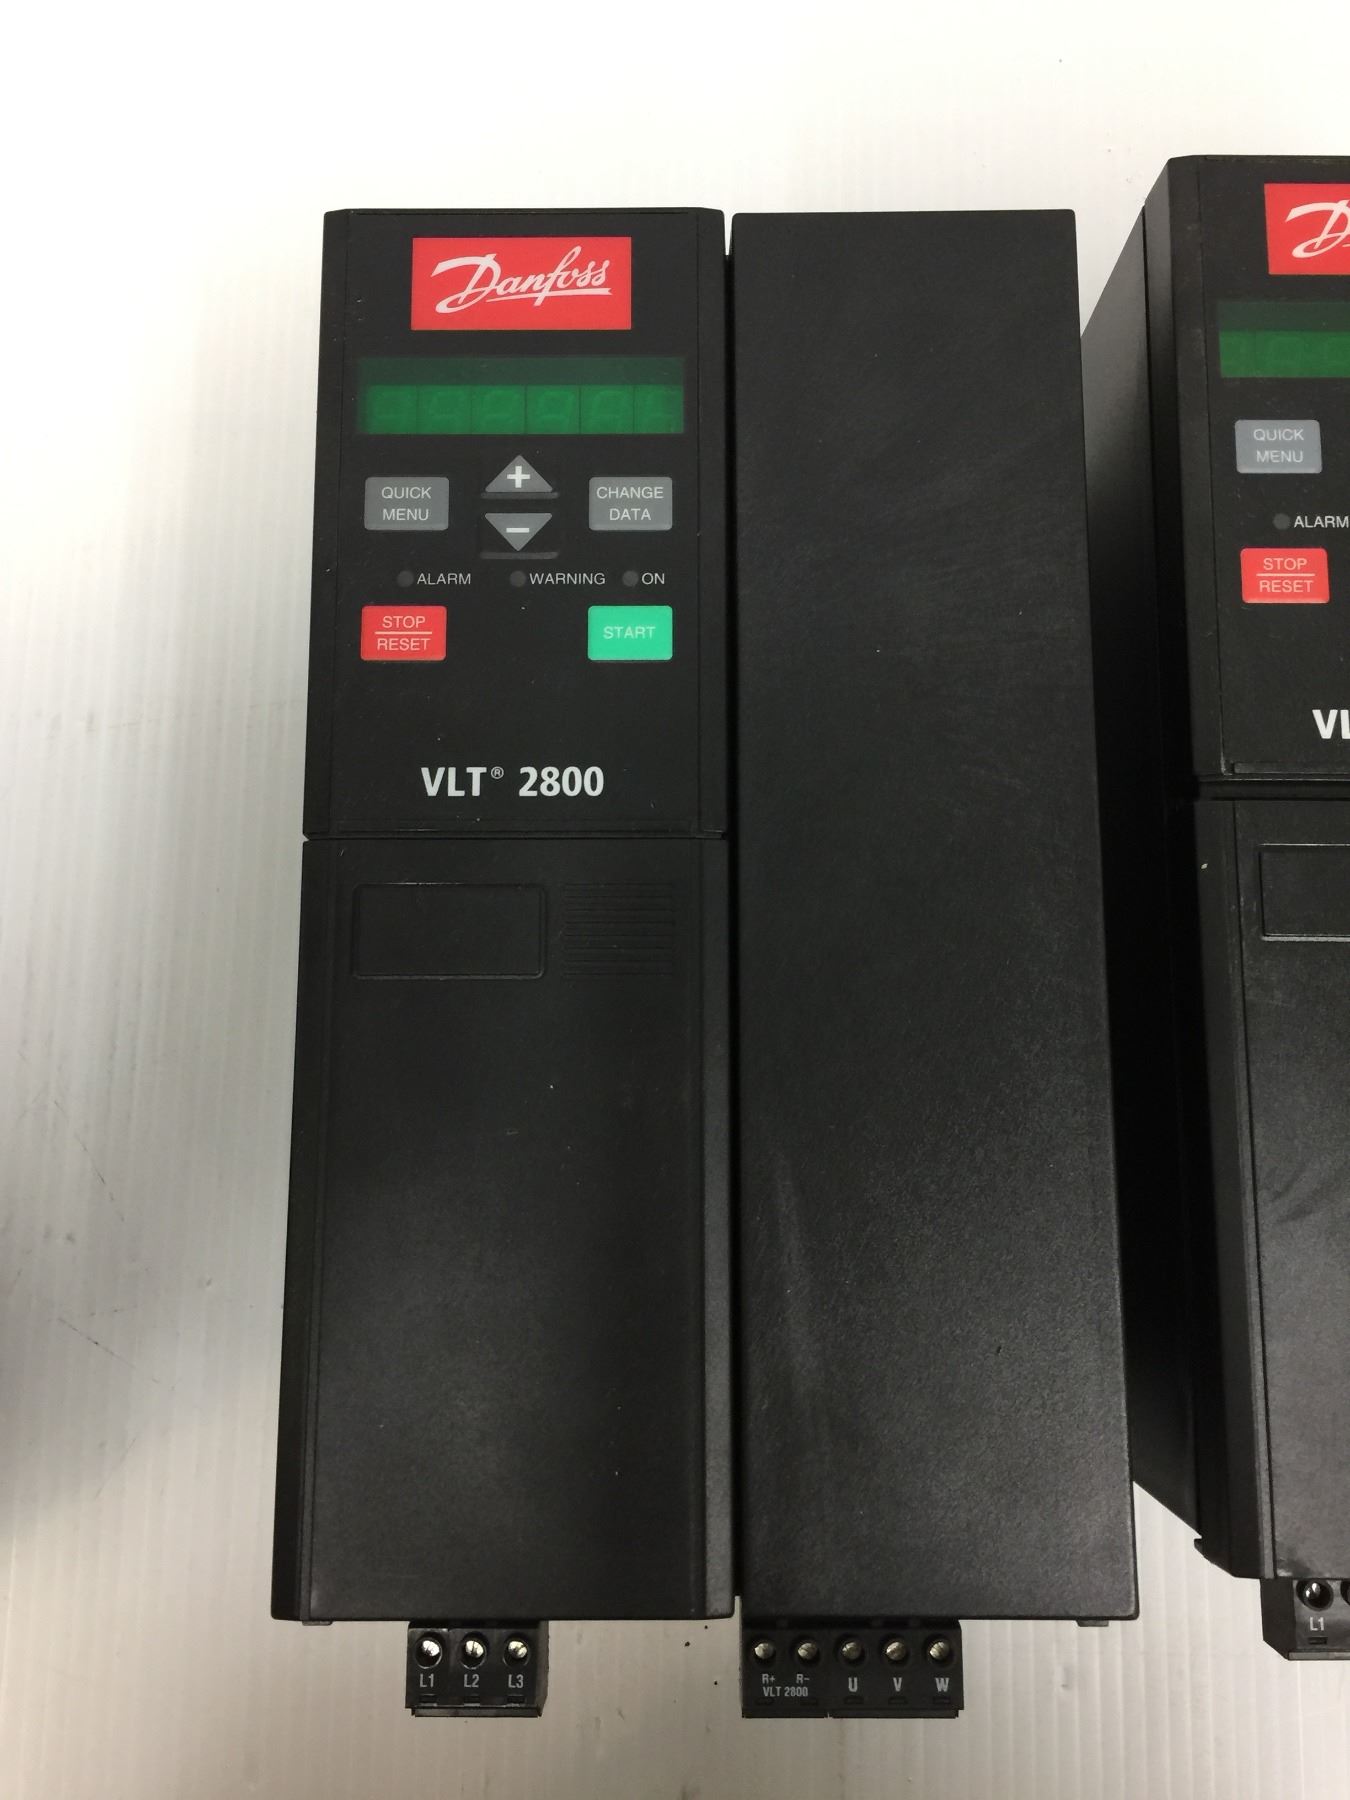 Danfoss
QUICK
MENU
+
-
CHANGE
DATA
ALARM
WARNING
ON
STOP
RESET
START
VLT® 2800
L1 L2 L3
R+ R-
VLT 2800
U V W
QUICK
MENU
ALARM
STOP
RESET
L1